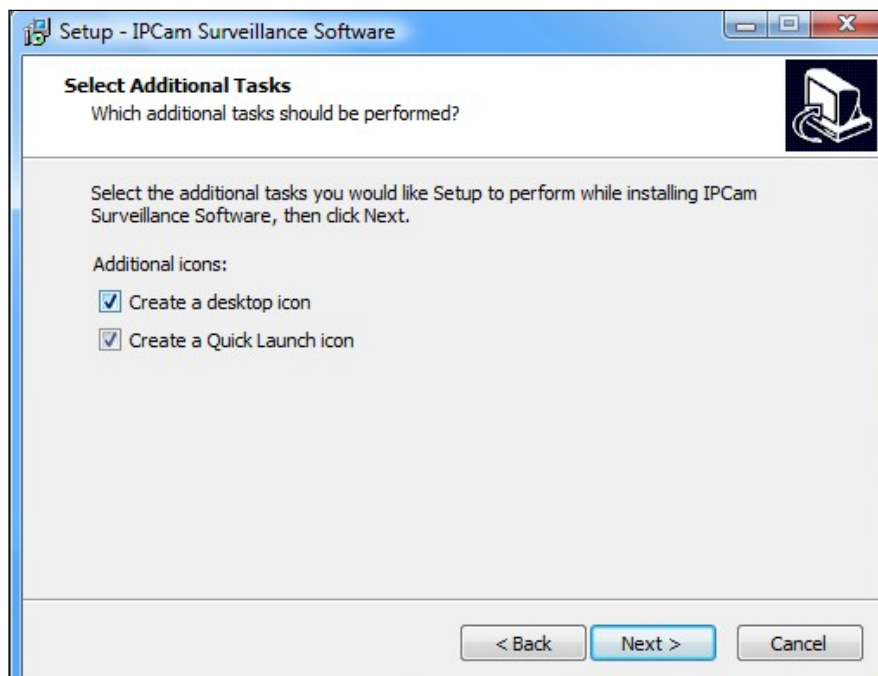 Setup - IPCam Surveillance Software
Select Additional Tasks
Which additional tasks should be performed?
Select the additional tasks you would like Setup to perform while installing IPCam
Surveillance Software, then click Next.
Additional icons:
Create a desktop icon
Create a Quick Launch icon
< Back
Next >
Cancel